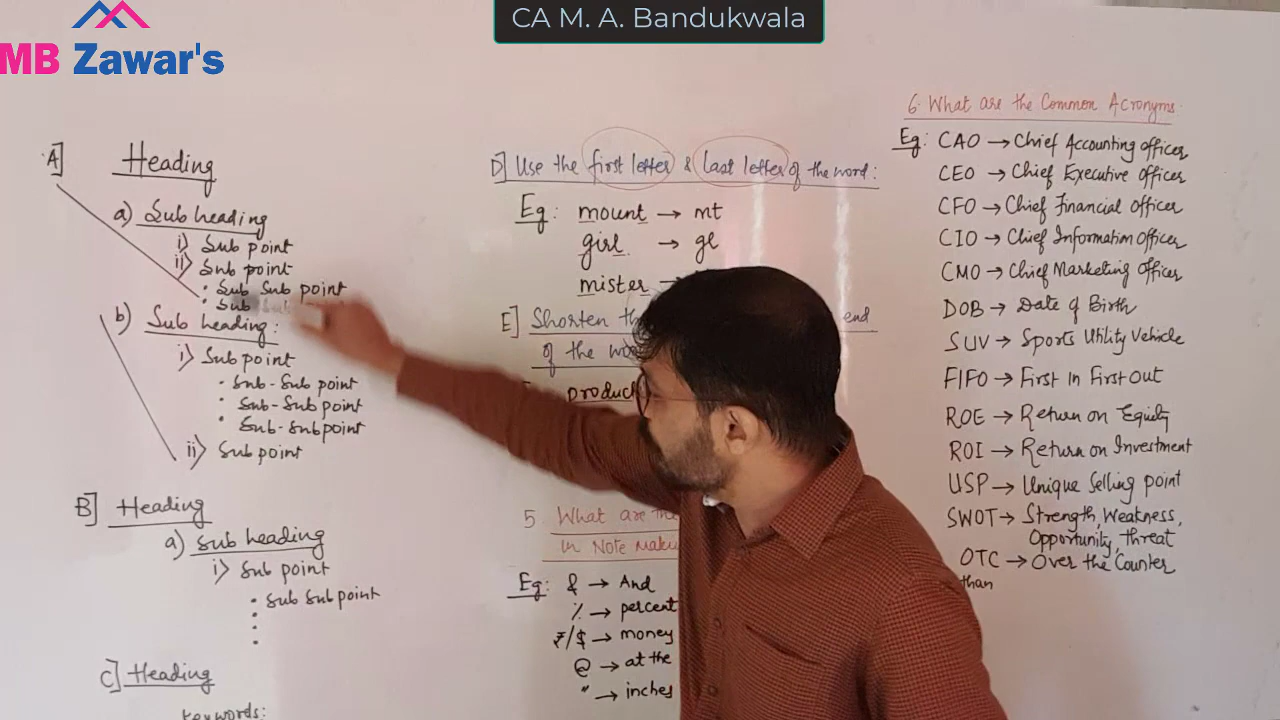 MB Zawar's
CA M. A. Bandukwala
A] Heading
a) Sub heading
i) Sub point
ii) Sub point
• Sub Sub point
• Sub
b) Sub heading:
i) Sub point
• Sub-Sub point
• Sub-Sub point
• Sub-Sub point
ii) Sub point
B] Heading
a) Sub heading
i) Sub point
• Sub Sub point
•
•
•
C] Heading
keywords:
D] Use the first letter & last letter of the word:
Eg: mount → mt
girl → gl
mister →
E] Shorten end
of the
product
5. What are the
in Note
Eg: & → And
% → percent
₹/$ → money
@ → at the
" → inches
6. What are the Common Acronyms.
Eg: CAO → Chief Accounting officer
CEO → Chief Executive officer
CFO → Chief Financial officer
CIO → Chief Information officer
CMO → Chief Marketing officer
DOB → Date of Birth
SUV → Sports Utility Vehicle
FIFO → First In First Out
ROE → Return on Equity
ROI → Return on Investment
USP → Unique Selling point
SWOT → Strength, Weakness,
Opportunity, threat
OTC → Over the Counter
than